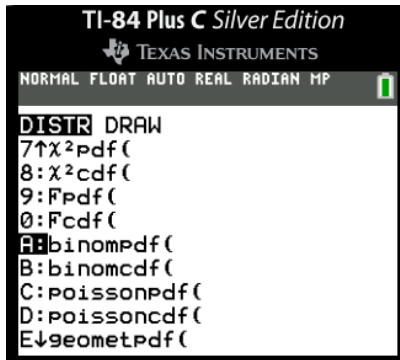 TI-84 Plus C Silver Edition
TEXAS INSTRUMENTS
NORMAL FLOAT AUTO REAL RADIAN MP
DISTR DRAW
7↑χ²pdf(
8:χ²cdf(
9:Fpdf(
0:Fcdf(
A:binompdf(
B:binomcdf(
C:poissonpdf(
D:poissoncdf(
E↓geometpdf(